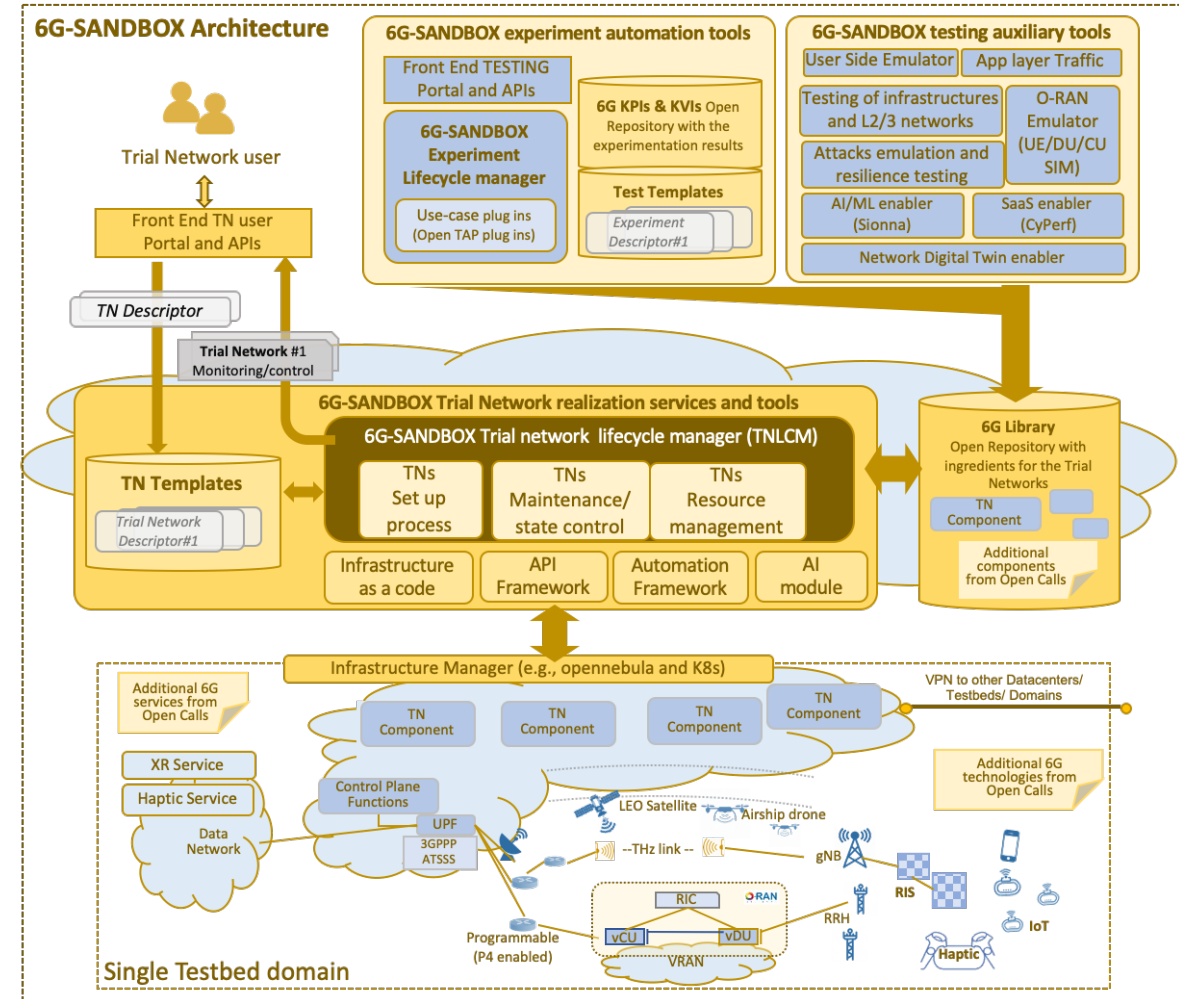 6G-SANDBOX Architecture
Trial Network user
Front End TN user
Portal and APIs
TN Descriptor
Trial Network #1
Monitoring/control
6G-SANDBOX experiment automation tools
Front End TESTING
Portal and APIs
6G-SANDBOX
Experiment
Lifecycle manager
Use-case plug ins
(Open TAP plug ins)
6G KPIs & KVIs Open
Repository with the
experimentation results
Test Templates
Experiment
Descriptor#1
6G-SANDBOX testing auxiliary tools
User Side Emulator
App layer Traffic
Testing of infrastructures
and L2/3 networks
O-RAN
Emulator
(UE/DU/CU
SIM)
Attacks emulation and
resilience testing
AI/ML enabler
(Sionna)
SaaS enabler
(CyPerf)
Network Digital Twin enabler
6G-SANDBOX Trial Network realization services and tools
6G-SANDBOX Trial network lifecycle manager (TNLCM)
TNs
Set up
process
TNs
Maintenance/
state control
TNs
Resource
management
TN Templates
Trial Network
Descriptor#1
Infrastructure
as a code
API
Framework
Automation
Framework
AI
module
6G Library
Open Repository with
ingredients for the Trial
Networks
TN
Component
Additional
components
from Open Calls
Infrastructure Manager (e.g., opennebula and K8s)
Additional 6G
services from
Open Calls
TN
Component
TN
Component
TN
Component
TN
Component
VPN to other Datacenters/
Testbeds/ Domains
XR Service
Haptic Service
Data
Network
Control Plane
Functions
UPF
3GPPP
ATSSS
LEO Satellite
Airship drone
Additional 6G
technologies from
Open Calls
--THz link --
gNB
RIS
RIC
RAN
vCU
vDU
VRAN
RRH
IoT
Haptic
Programmable
(P4 enabled)
Single Testbed domain